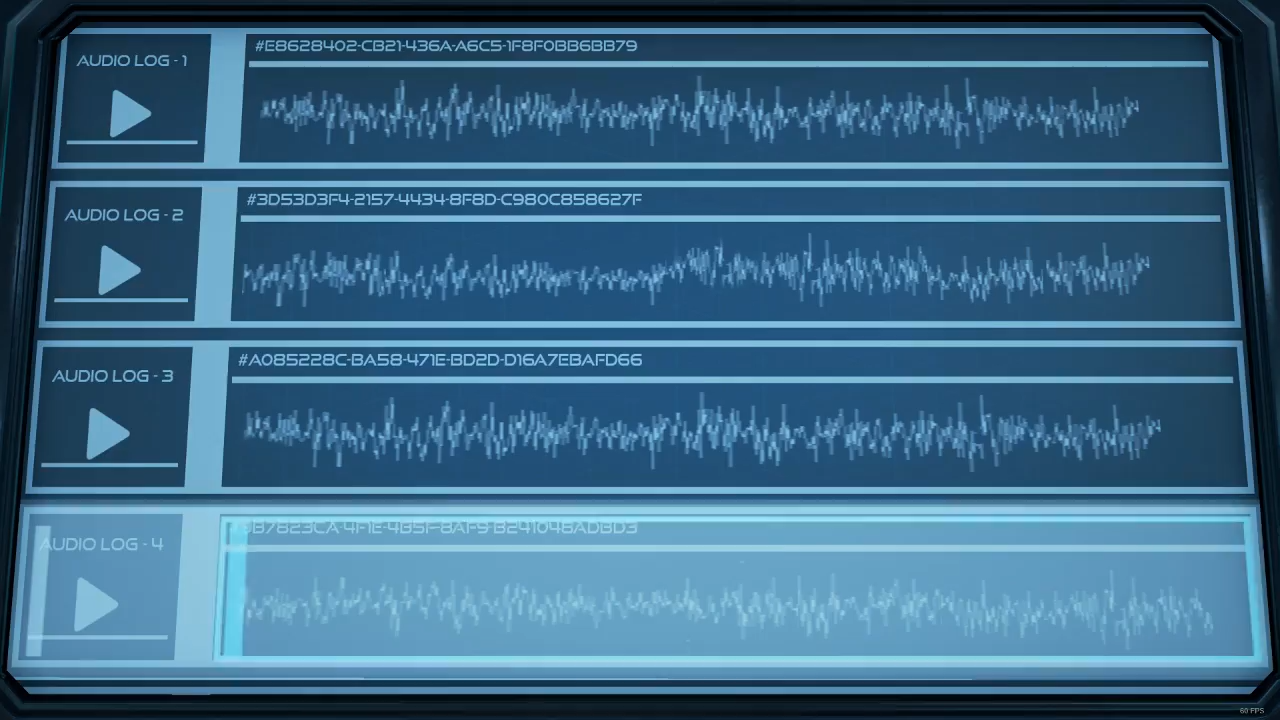 #E8628402-CB21-436A-A6C5-1F8F0BB6BB79
AUDIO LOG - 1
#3D53D3F4-2157-4434-8F8D-C980C858627F
AUDIO LOG - 2
#A085228C-BA58-471E-BD2D-D16A7EBAFD66
AUDIO LOG - 3
AUDIO LOG - 4
60 FPS